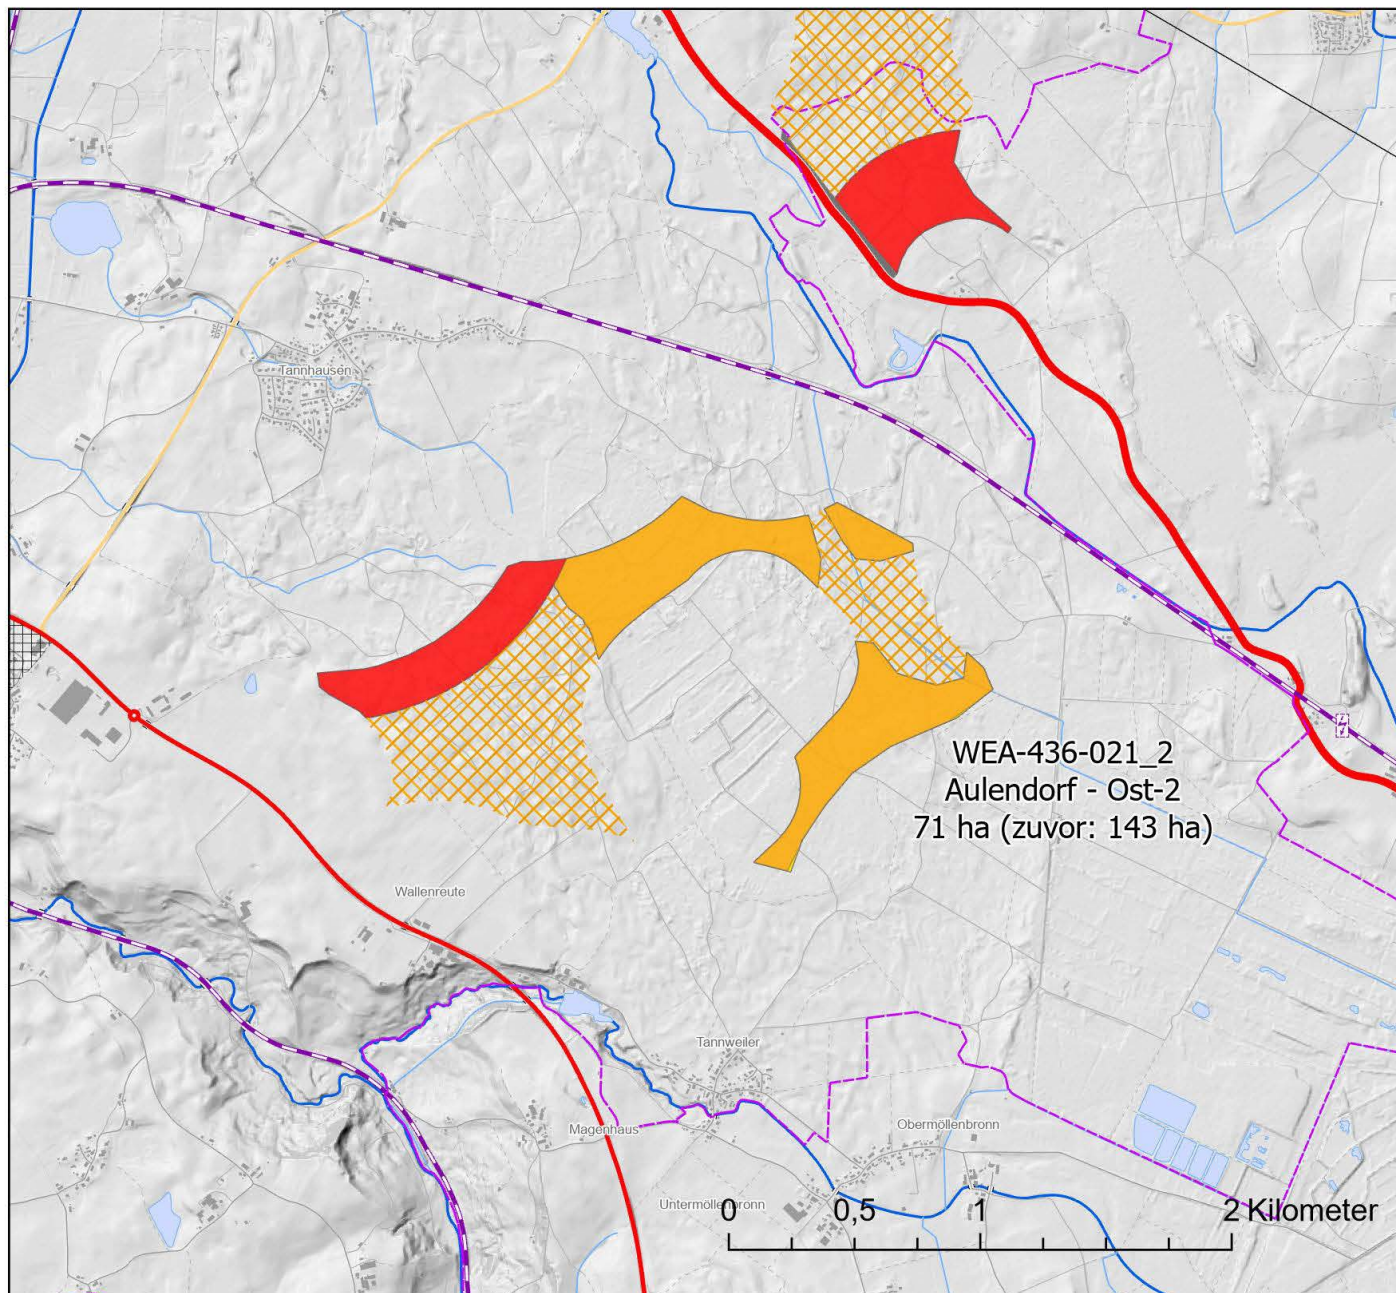 Tannhausen
WEA-436-021_2
Aulendorf - Ost-2
71 ha (zuvor: 143 ha)
Wallenreute
Tannweiler
Magenhaus
Obermöllenbronn
Untermöllenbronn
0 0,5 1 2 Kilometer